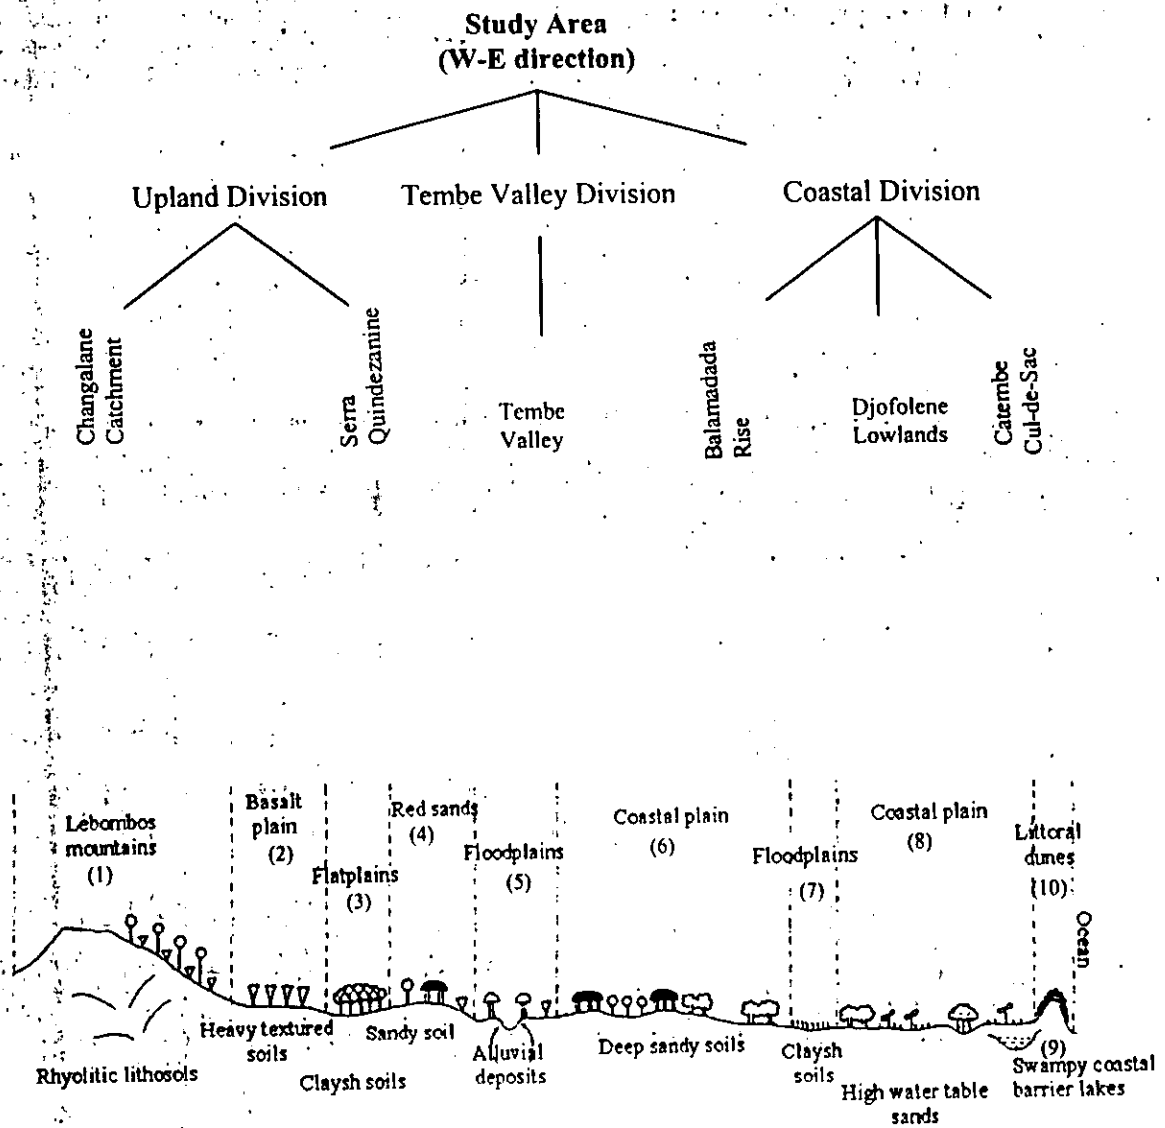 Study Area
(W-E direction)
Upland Division
Tembe Valley Division
Coastal Division
Changalane
Catchment
Serra
Quindezanine
Tembe
Valley
Balamadada
Rise
Djofolene
Lowlands
Catembe
Cul-de-Sac
Lebombos
mountains
(1)
Basalt
plain
(2)
Flatplains
(3)
Red sands
(4)
Floodplains
(5)
Coastal plain
(6)
Floodplains
(7)
Coastal plain
(8)
Littoral
dunes
(10)
Ocean
Rhyolitic lithosols
Heavy textured
soils
Claysh soils
Sandy soil
Alluvial
deposits
Deep sandy soils
Claysh
soils
High water table
sands
(9)
Swampy coastal
barrier lakes